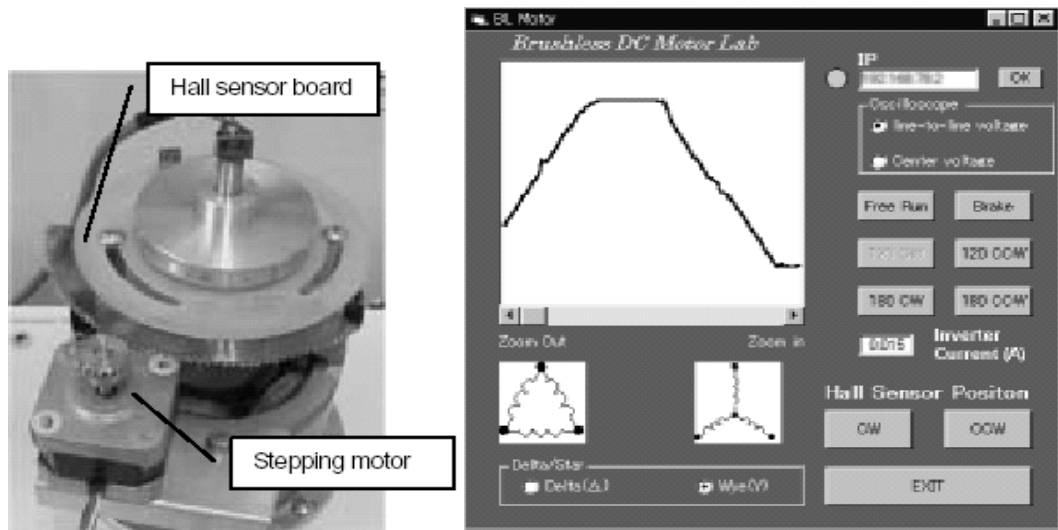 Hall sensor board
Stepping motor
BL Motor
Brushless DC Motor Lab
IP
OK
Oscilloscope
line-to-line voltage
Center voltage
Free Run
Brake
120 CCW
180 CW
180 CCW
Zoom Out
Zoom in
Inverter
Current (A)
Hall Sensor Positon
CW
CCW
Delta/Star
Delta(△)
Wye(Y)
EXIT